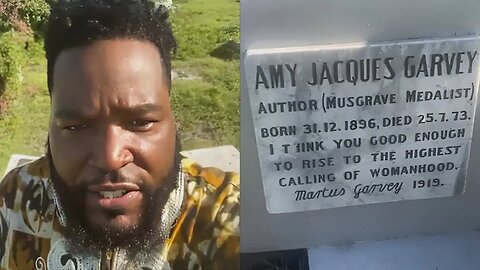 AMY JACQUES GARVEY
AUTHOR (MUSGRAVE MEDALIST)
BORN 31.12.1896, DIED 25.7.73.
I THINK YOU GOOD ENOUGH
TO RISE TO THE HIGHEST
CALLING OF WOMANHOOD.
Marcus Garvey 1919.